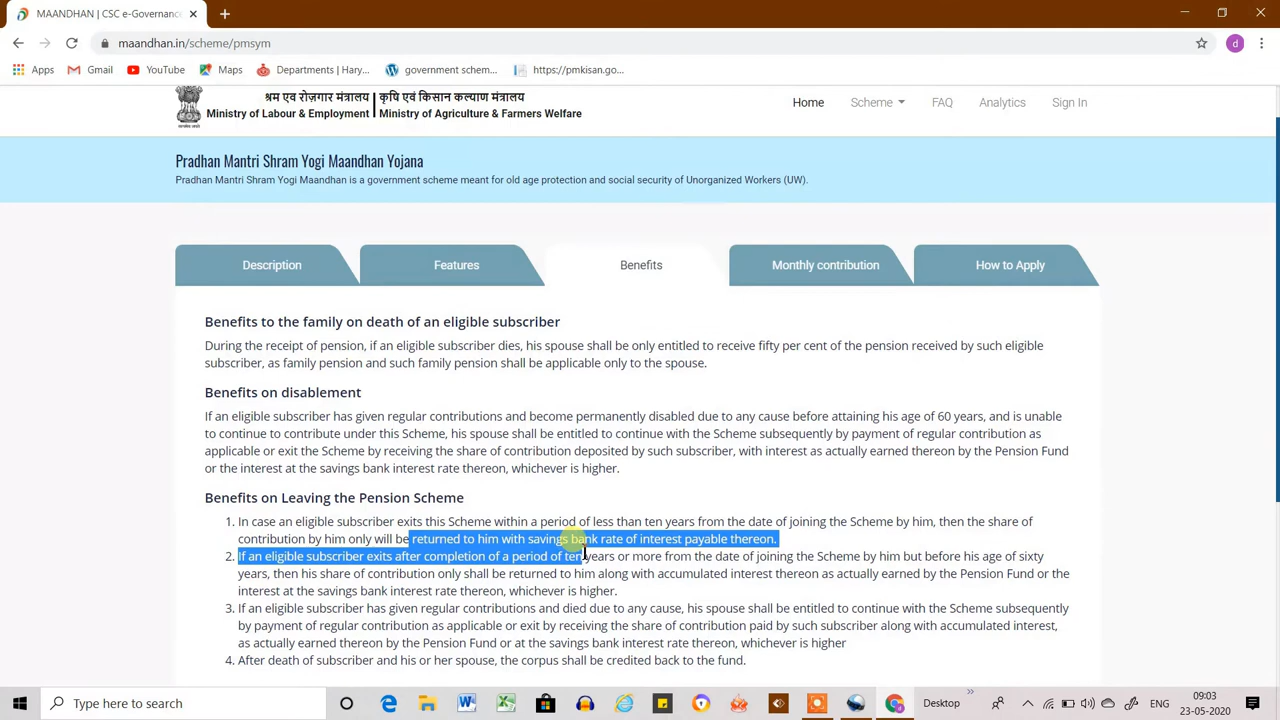 MAANDHAN | CSC e-Governance
maandhan.in/scheme/pmsym
d
Apps Gmail YouTube Maps Departments | Hary... government schem... https://pmkisan.go...
श्रम एवं रोज़गार मंत्रालय | कृषि एवं किसान कल्याण मंत्रालय
Ministry of Labour & Employment | Ministry of Agriculture & Farmers Welfare
Home Scheme FAQ Analytics Sign In
Pradhan Mantri Shram Yogi Maandhan Yojana
Pradhan Mantri Shram Yogi Maandhan is a government scheme meant for old age protection and social security of Unorganized Workers (UW).
Description Features Benefits Monthly contribution How to Apply
Benefits to the family on death of an eligible subscriber
During the receipt of pension, if an eligible subscriber dies, his spouse shall be only entitled to receive fifty per cent of the pension received by such eligible
subscriber, as family pension and such family pension shall be applicable only to the spouse.
Benefits on disablement
If an eligible subscriber has given regular contributions and become permanently disabled due to any cause before attaining his age of 60 years, and is unable
to continue to contribute under this Scheme, his spouse shall be entitled to continue with the Scheme subsequently by payment of regular contribution as
applicable or exit the Scheme by receiving the share of contribution deposited by such subscriber, with interest as actually earned thereon by the Pension Fund
or the interest at the savings bank interest rate thereon, whichever is higher.
Benefits on Leaving the Pension Scheme
1. In case an eligible subscriber exits this Scheme within a period of less than ten years from the date of joining the Scheme by him, then the share of
contribution by him only will be returned to him with savings bank rate of interest payable thereon.
2. If an eligible subscriber exits after completion of a period of ten years or more from the date of joining the Scheme by him but before his age of sixty
years, then his share of contribution only shall be returned to him along with accumulated interest thereon as actually earned by the Pension Fund or the
interest at the savings bank interest rate thereon, whichever is higher.
3. If an eligible subscriber has given regular contributions and died due to any cause, his spouse shall be entitled to continue with the Scheme subsequently
by payment of regular contribution as applicable or exit by receiving the share of contribution paid by such subscriber along with accumulated interest,
as actually earned thereon by the Pension Fund or at the savings bank interest rate thereon, whichever is higher
4. After death of subscriber and his or her spouse, the corpus shall be credited back to the fund.
Type here to search Desktop ENG 09:03
23-05-2020